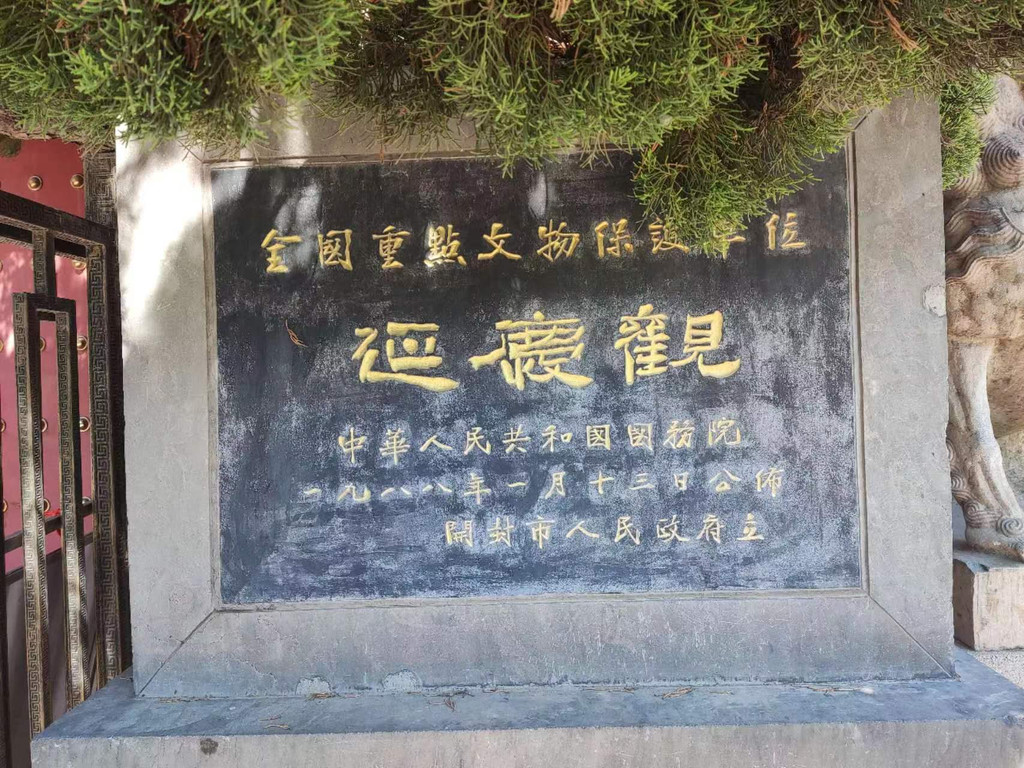 全國重點文物保護單位
延慶觀
中華人民共和国國務院
一九八八年一月十三日公佈
開封市人民政府立